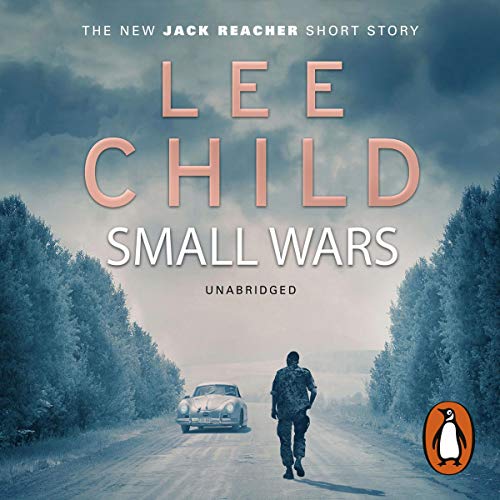 THE NEW JACK REACHER SHORT STORY
LEE
CHILD
SMALL WARS
UNABRIDGED